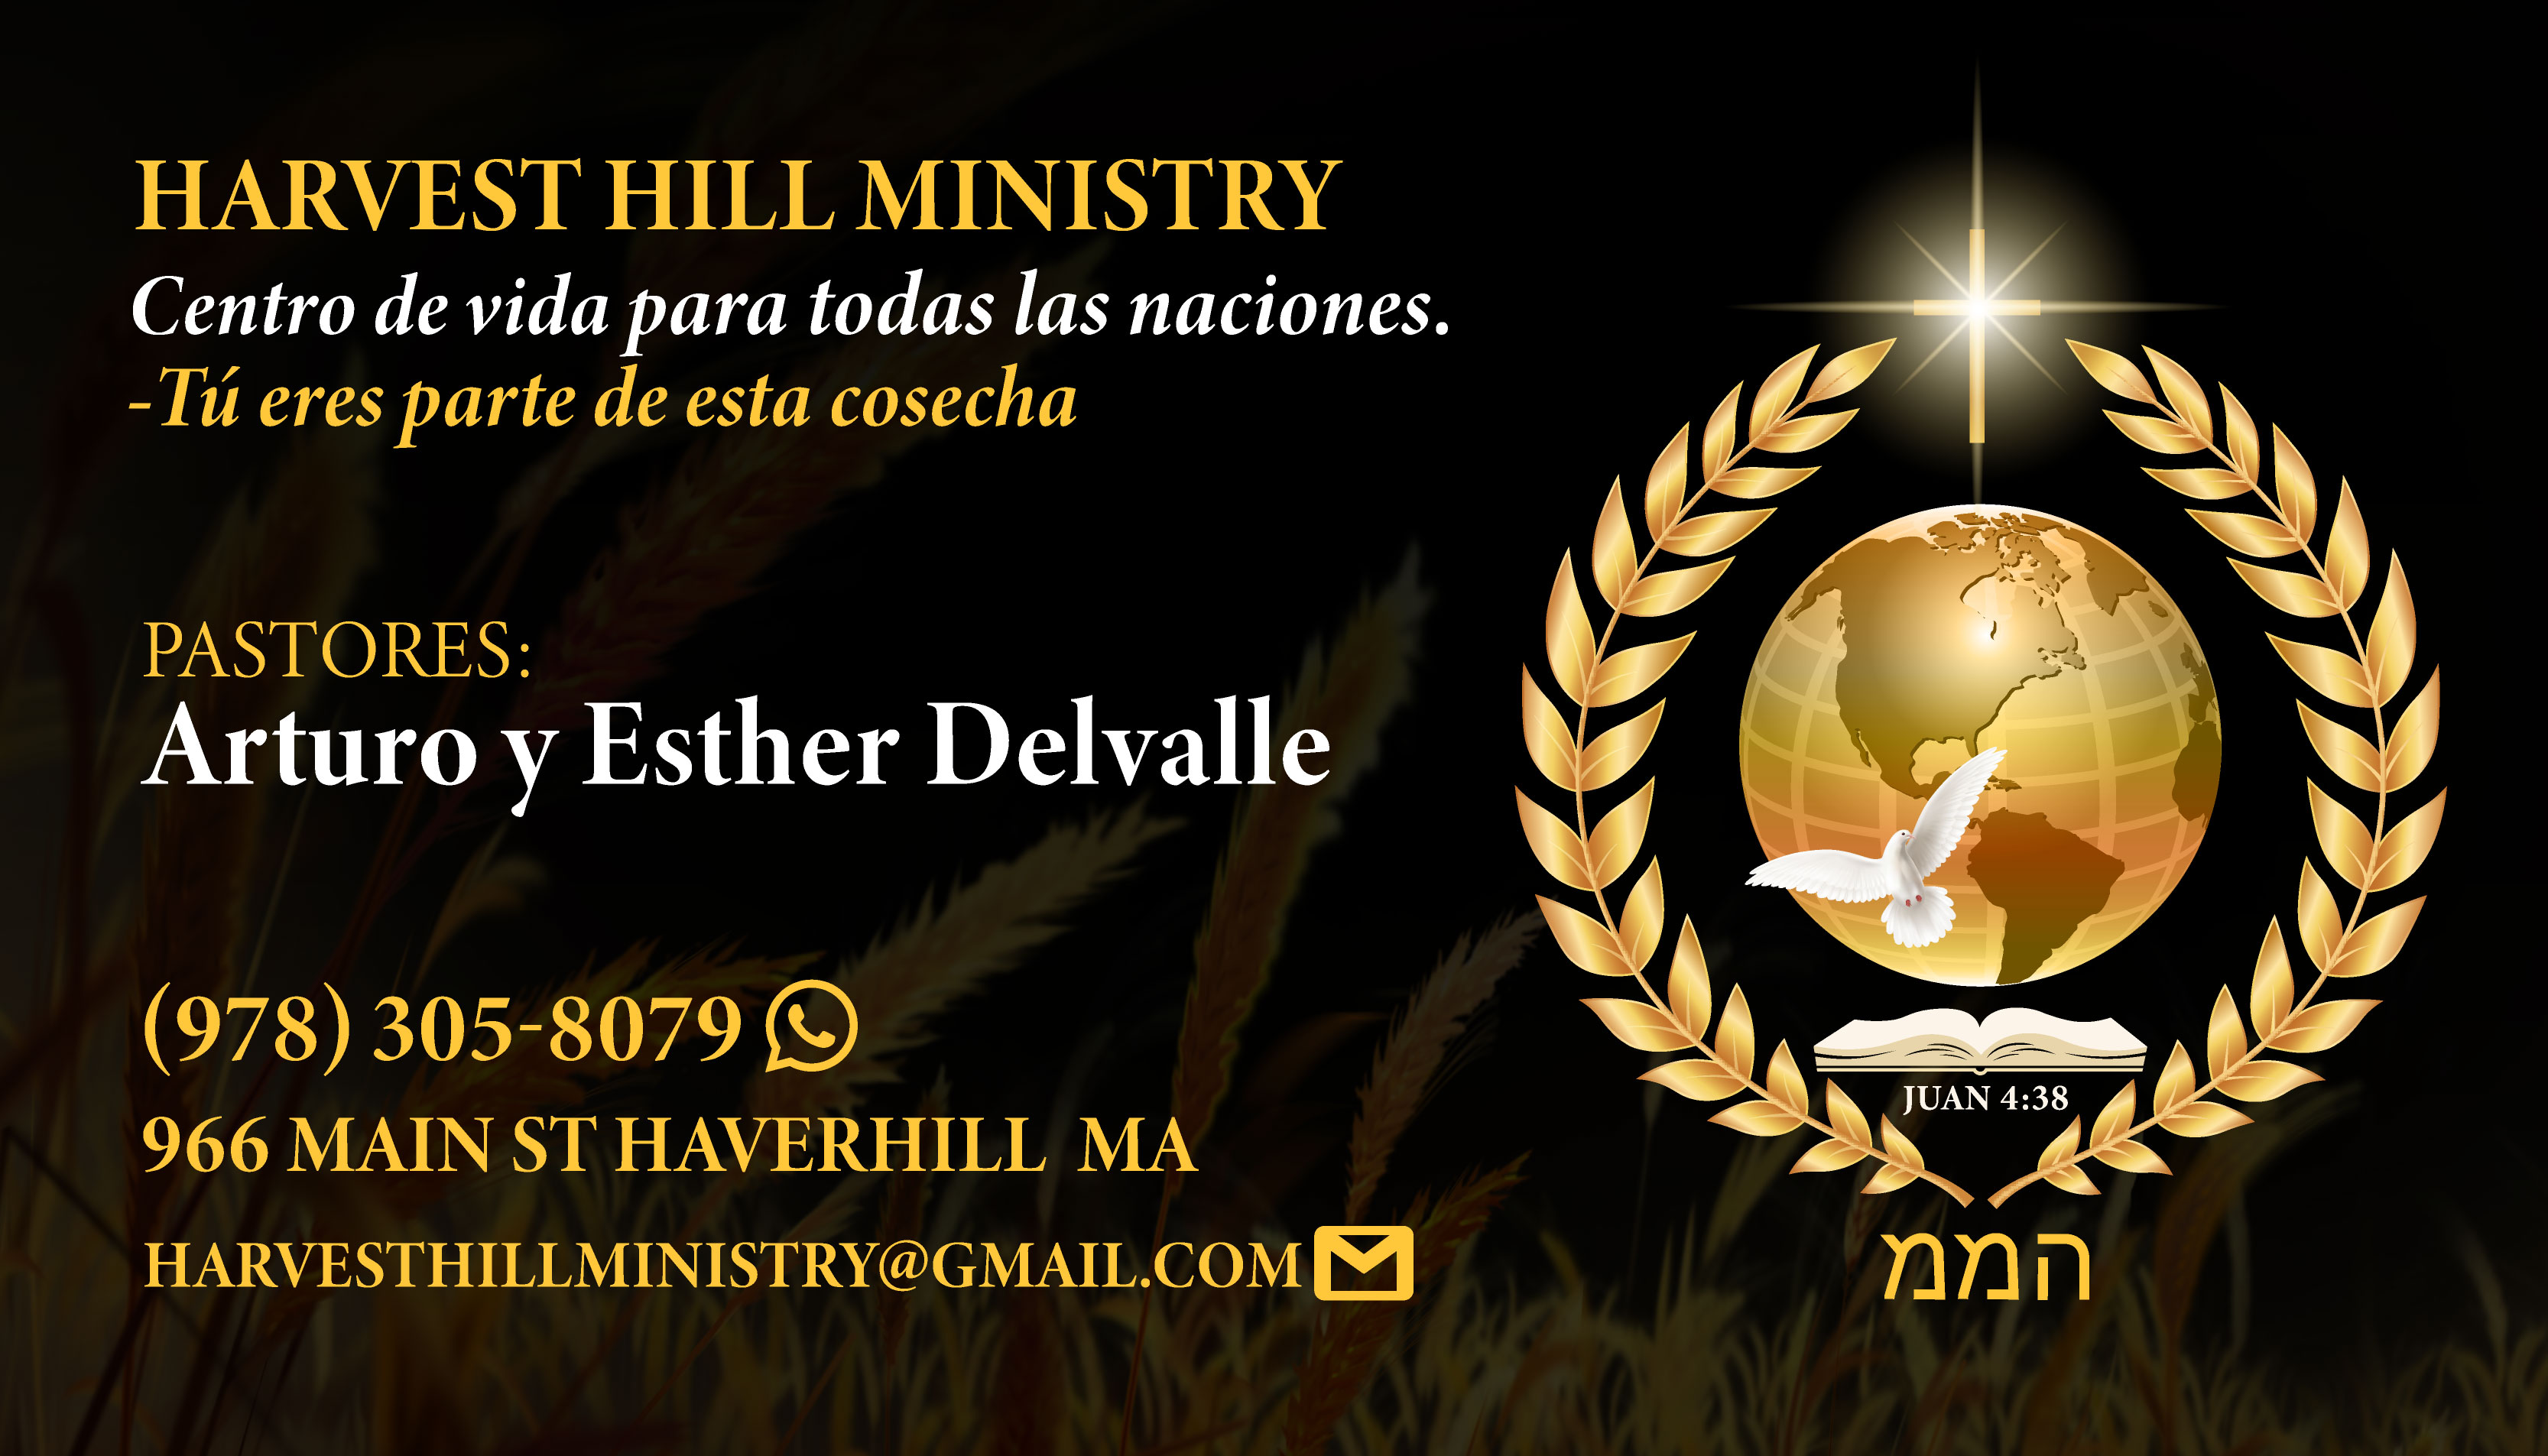 HARVEST HILL MINISTRY
Centro de vida para todas las naciones.
-Tú eres parte de esta cosecha
PASTORES:
Arturo y Esther Delvalle
(978) 305-8079
966 MAIN ST HAVERHILL MA
HARVESTHILLMINISTRY@GMAIL.COM
JUAN 4:38
הממ